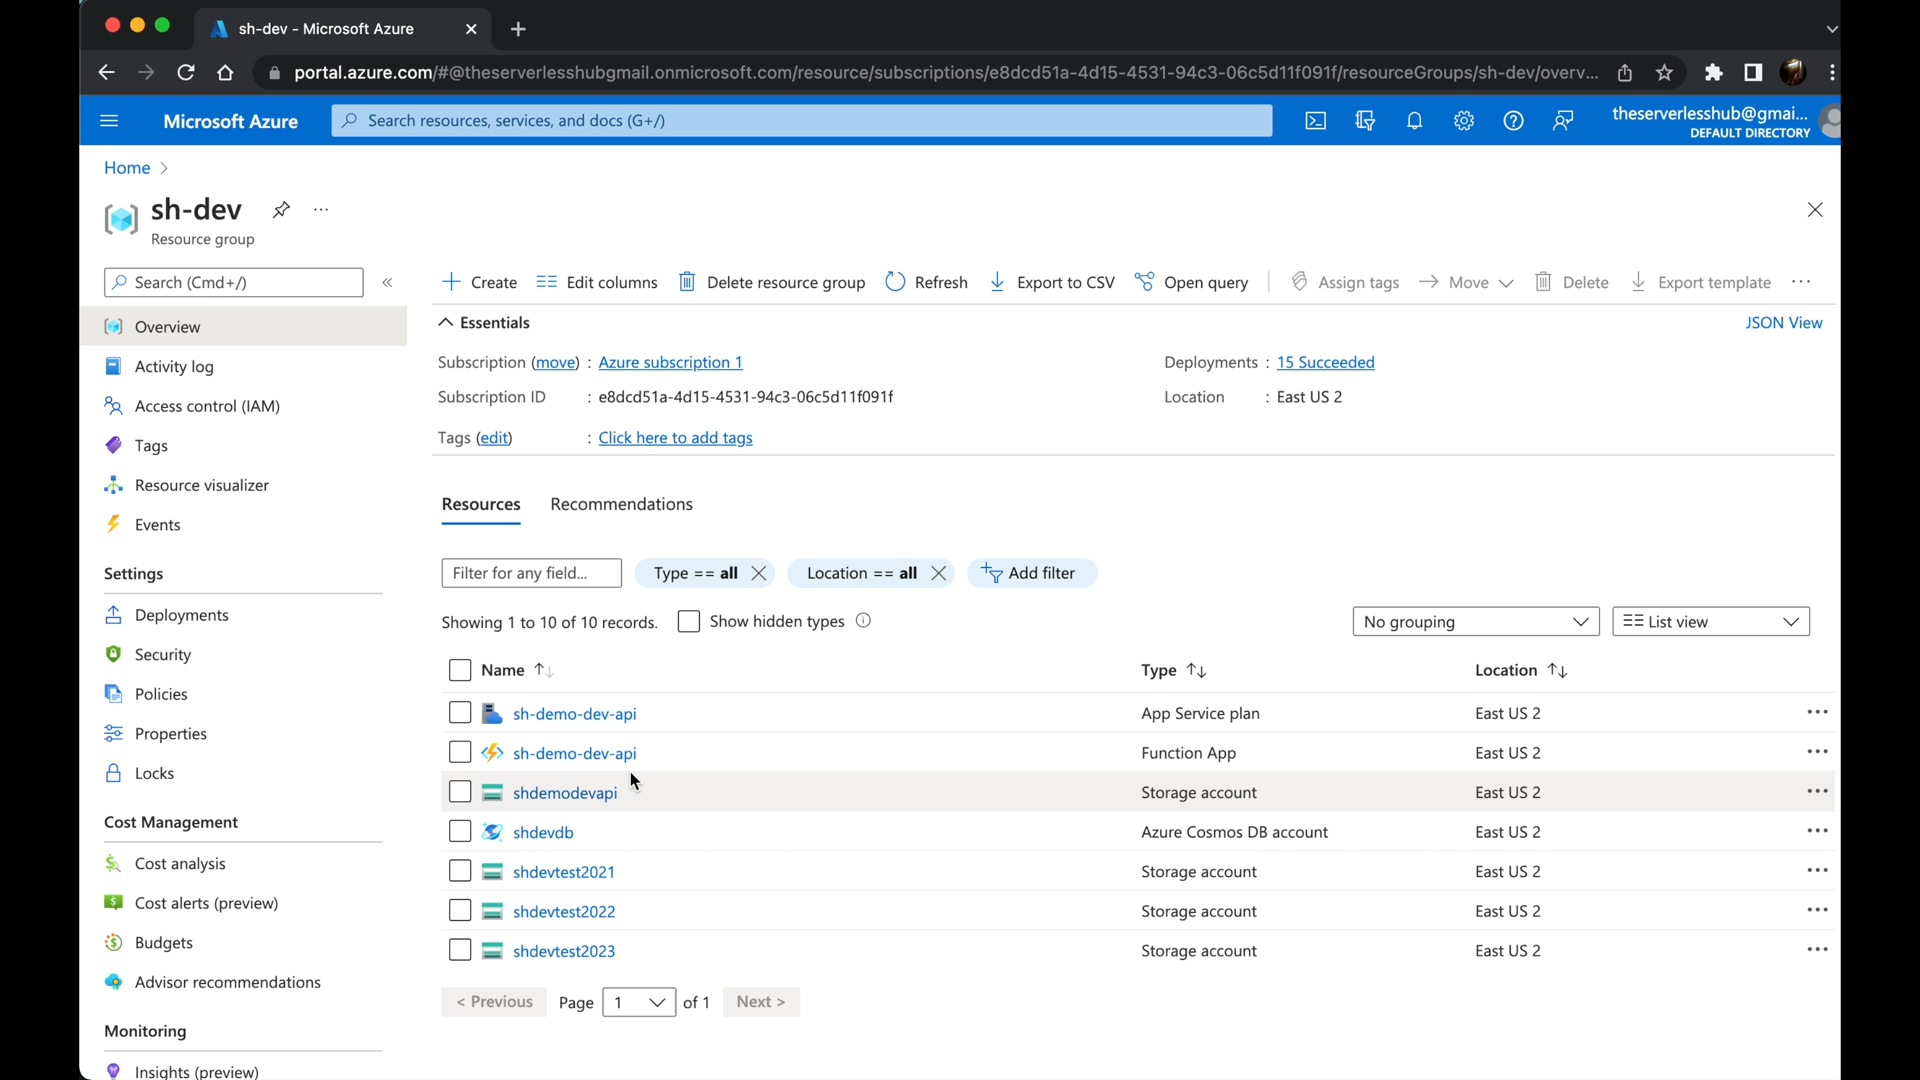 sh-dev - Microsoft Azure
portal.azure.com/#@theserverlesshubgmail.onmicrosoft.com/resource/subscriptions/e8dcd51a-4d15-4531-94c3-06c5d11f091f/resourceGroups/sh-dev/overv...
Microsoft Azure
Search resources, services, and docs (G+/)
theserverlesshub@gmai...
DEFAULT DIRECTORY
Home
sh-dev
...
Resource group
Search (Cmd+/)
Create
Edit columns
Delete resource group
Refresh
Export to CSV
Open query
Assign tags
Move
Delete
Export template
...
Overview
Activity log
Access control (IAM)
Tags
Resource visualizer
Events
Settings
Deployments
Security
Policies
Properties
Locks
Cost Management
Cost analysis
Cost alerts (preview)
Budgets
Advisor recommendations
Monitoring
Insights (preview)
Essentials
JSON View
Subscription (move) : Azure subscription 1
Deployments : 15 Succeeded
Subscription ID : e8dcd51a-4d15-4531-94c3-06c5d11f091f
Location : East US 2
Tags (edit) : Click here to add tags
Resources Recommendations
Filter for any field...
Type == all
Location == all
Add filter
Showing 1 to 10 of 10 records.
Show hidden types
No grouping
List view
Name Type Location
sh-demo-dev-api App Service plan East US 2 ...
sh-demo-dev-api Function App East US 2 ...
shdemodevapi Storage account East US 2 ...
shdevdb Azure Cosmos DB account East US 2 ...
shdevtest2021 Storage account East US 2 ...
shdevtest2022 Storage account East US 2 ...
shdevtest2023 Storage account East US 2 ...
< Previous Page 1 of 1 Next >